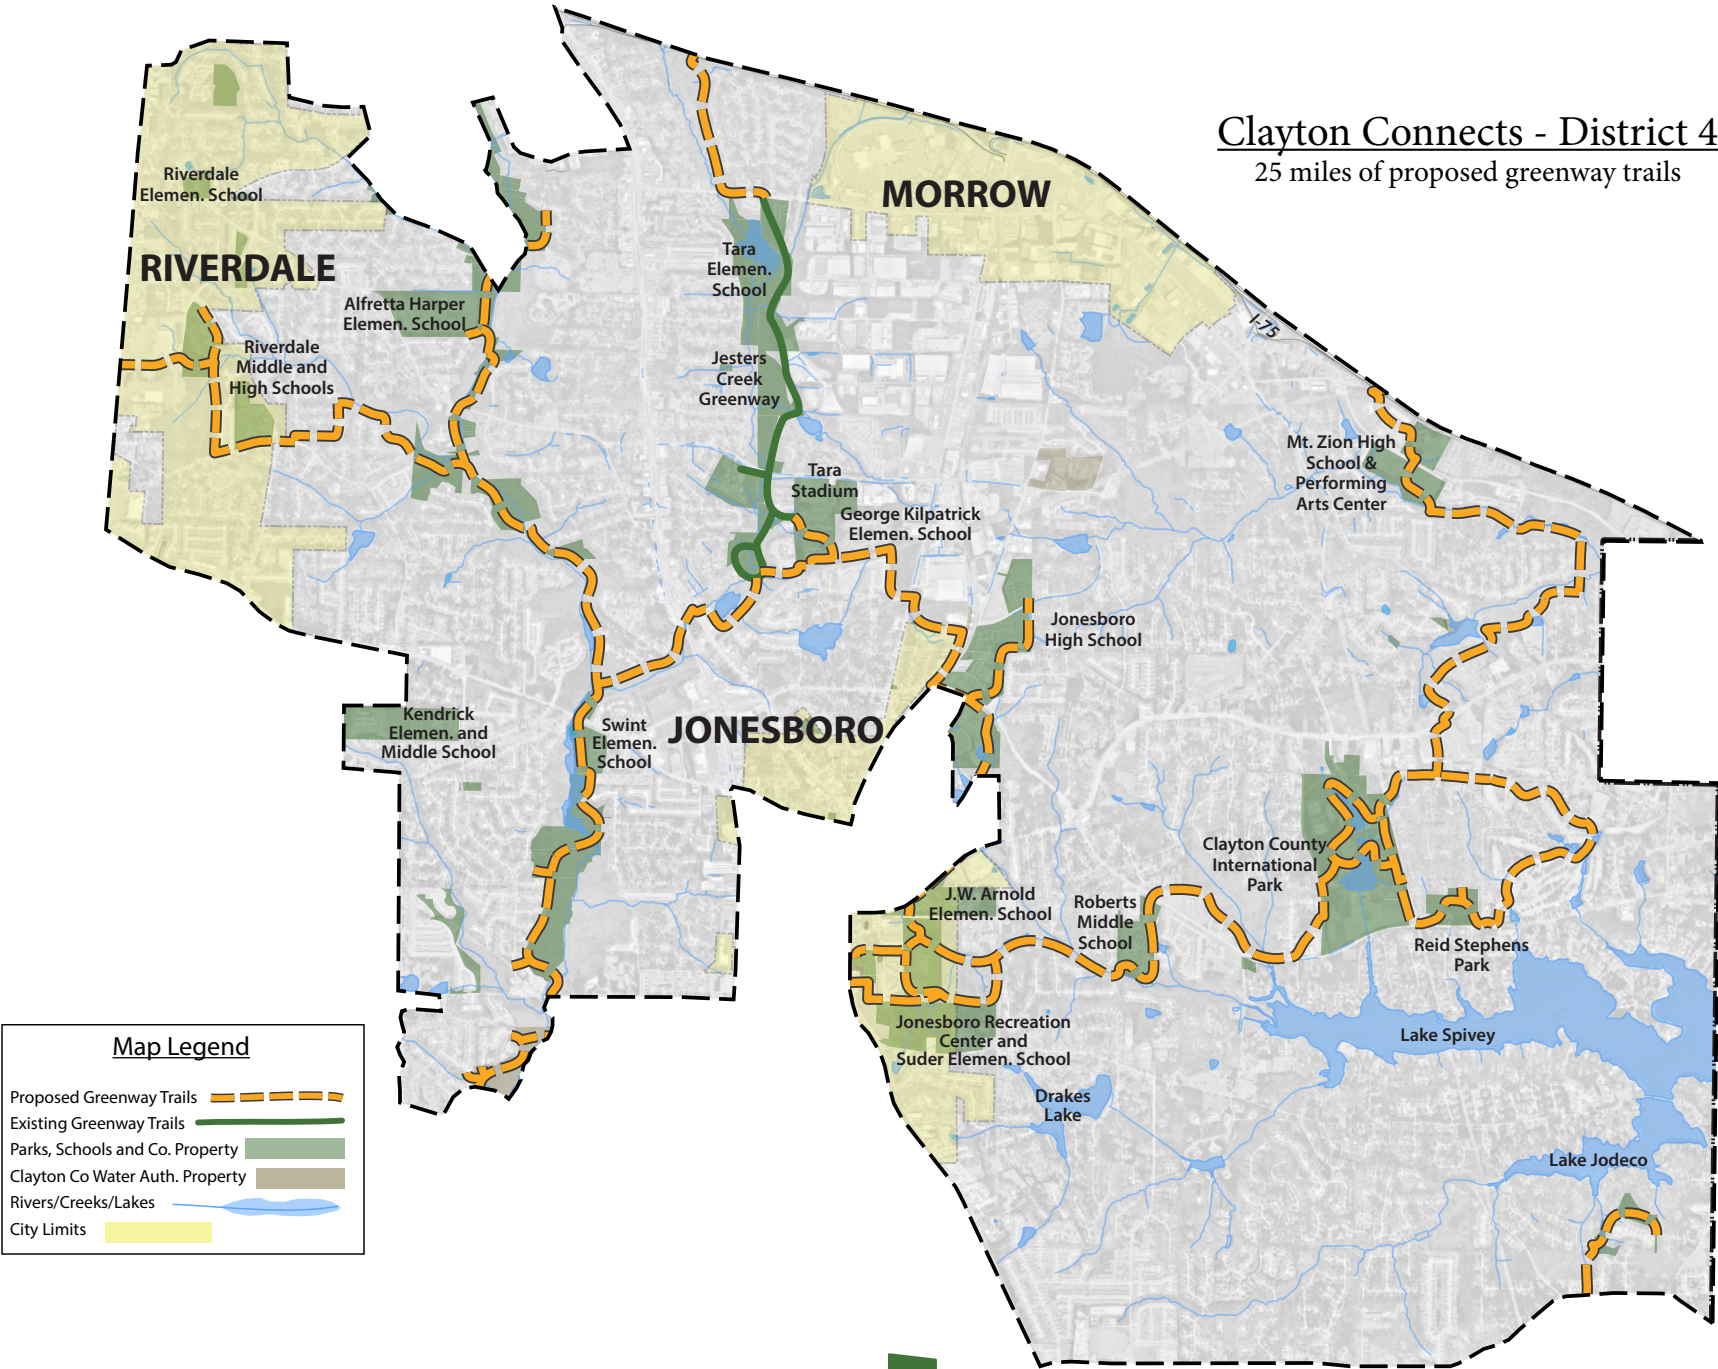 Clayton Connects - District 4
25 miles of proposed greenway trails
MORROW
Riverdale
Elemen. School
RIVERDALE
Tara
Elemen.
School
Alfretta Harper
Elemen. School
I-75
Riverdale
Middle and
High Schools
Jesters
Creek
Greenway
Mt. Zion High
School &
Performing
Arts Center
Tara
Stadium
George Kilpatrick
Elemen. School
Jonesboro
High School
Kendrick
Elemen. and
Middle School
Swint
Elemen.
School
JONESBORO
Clayton County
International
Park
J.W. Arnold
Elemen. School
Roberts
Middle
School
Reid Stephens
Park
Jonesboro Recreation
Center and
Suder Elemen. School
Lake Spivey
Drakes
Lake
Lake Jodeco
Map Legend
Proposed Greenway Trails
Existing Greenway Trails
Parks, Schools and Co. Property
Clayton Co Water Auth. Property
Rivers/Creeks/Lakes
City Limits